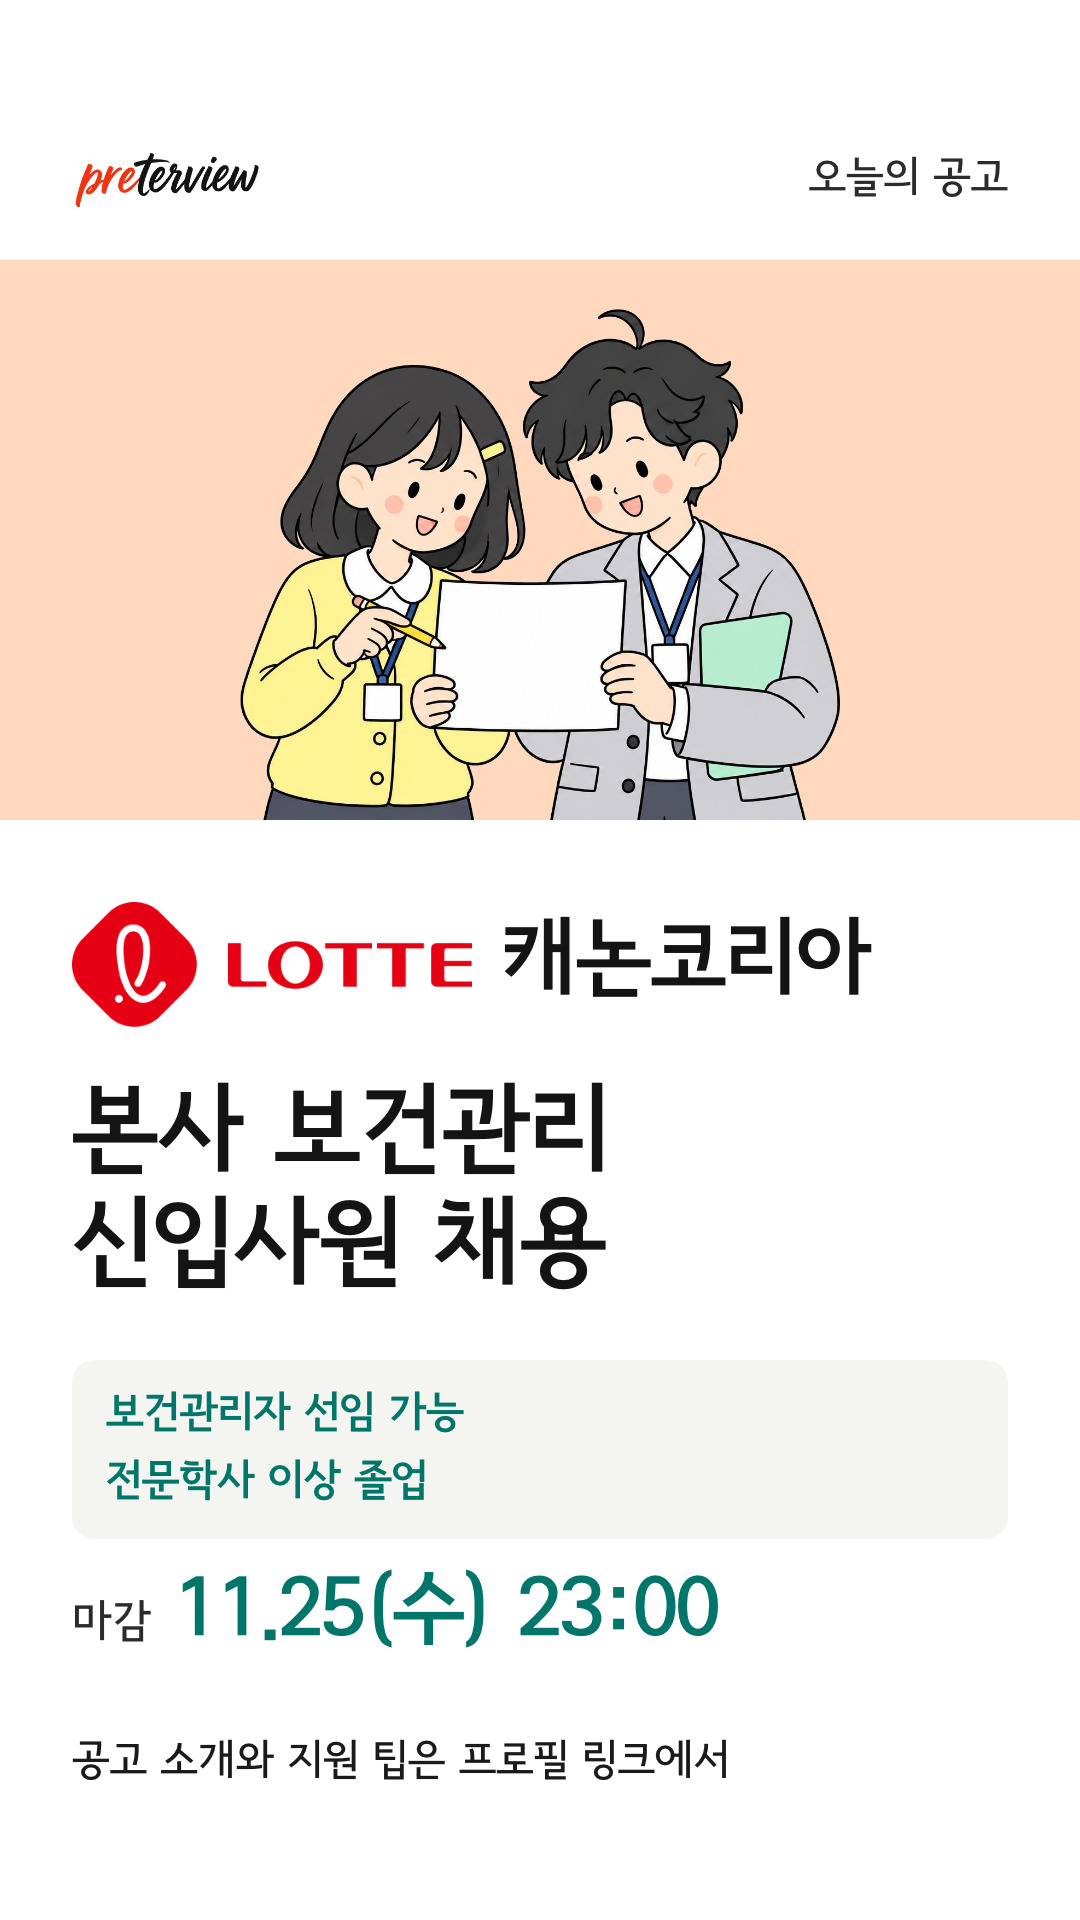 preterview
오늘의 공고
LOTTE 캐논코리아
본사 보건관리
신입사원 채용
보건관리자 선임 가능
전문학사 이상 졸업
마감 11.25(수) 23:00
공고 소개와 지원 팁은 프로필 링크에서